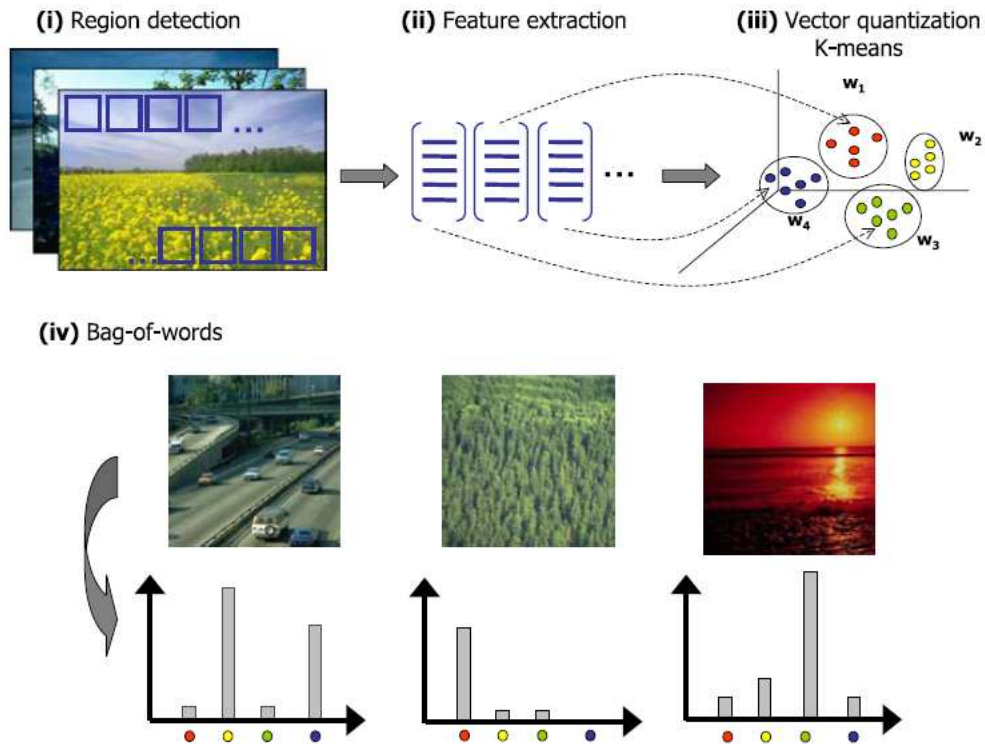 (i) Region detection
(ii) Feature extraction
(iii) Vector quantization
K-means
w1
w2
w3
w4
...
...
...
(iv) Bag-of-words